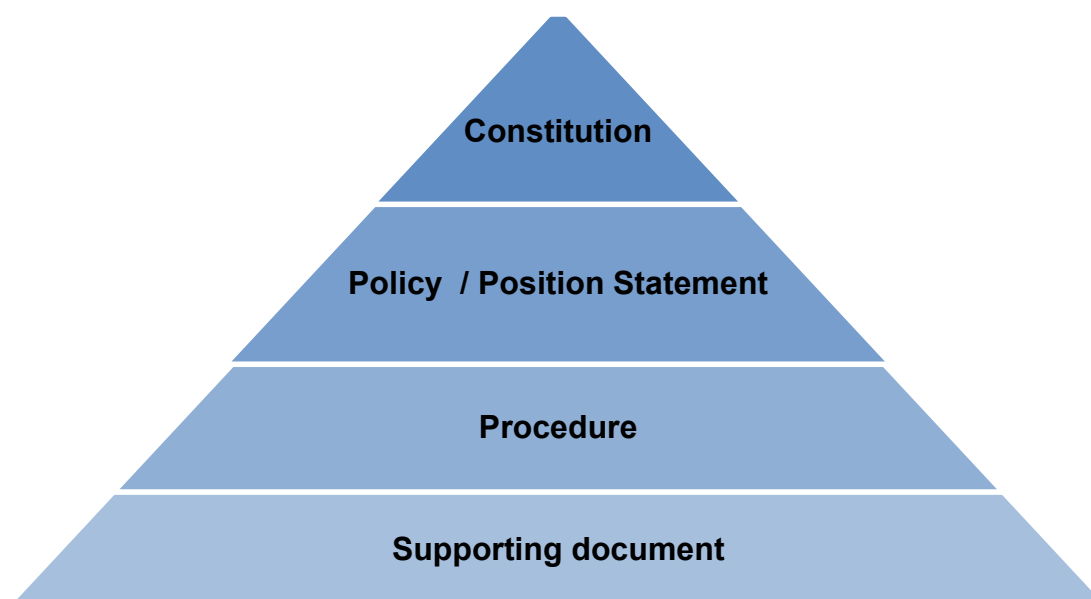 Constitution
Policy  / Position Statement
Procedure
Supporting document